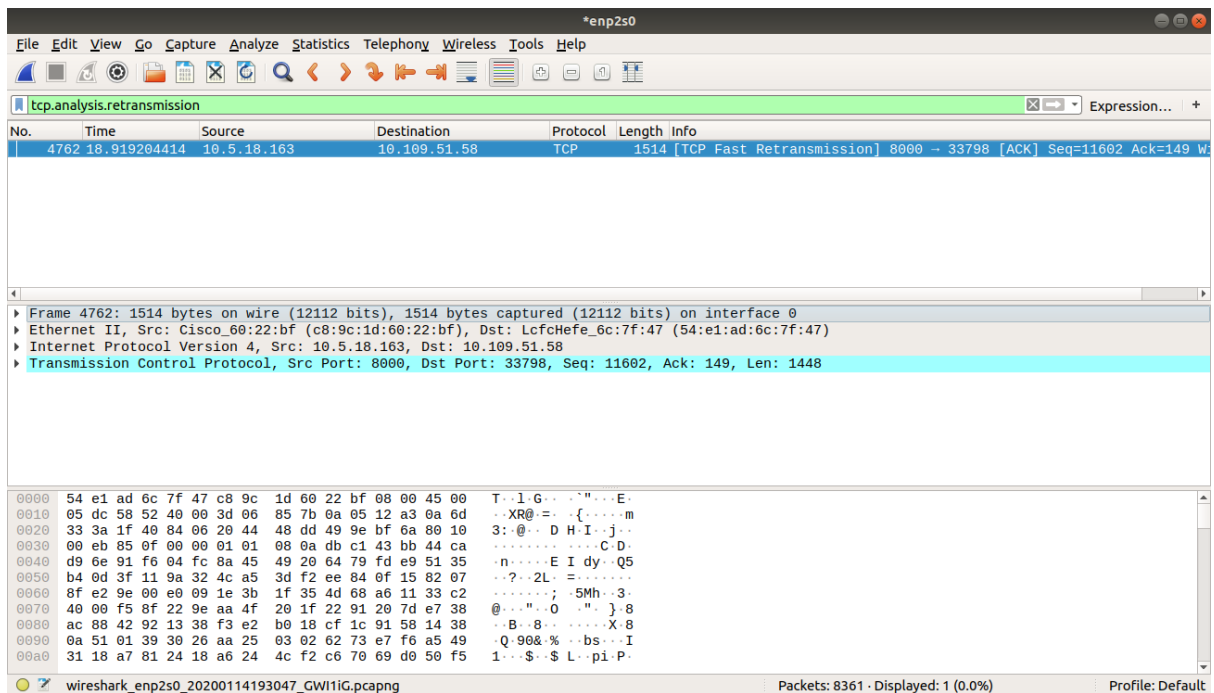 *enp2s0
File Edit View Go Capture Analyze Statistics Telephony Wireless Tools Help
tcp.analysis.retransmission
Expression… +
No. Time Source Destination Protocol Length Info
4762 18.919204414 10.5.18.163 10.109.51.58 TCP 1514 [TCP Fast Retransmission] 8000 → 33798 [ACK] Seq=11602 Ack=149 Wi
Frame 4762: 1514 bytes on wire (12112 bits), 1514 bytes captured (12112 bits) on interface 0
Ethernet II, Src: Cisco_60:22:bf (c8:9c:1d:60:22:bf), Dst: LcfcHefe_6c:7f:47 (54:e1:ad:6c:7f:47)
Internet Protocol Version 4, Src: 10.5.18.163, Dst: 10.109.51.58
Transmission Control Protocol, Src Port: 8000, Dst Port: 33798, Seq: 11602, Ack: 149, Len: 1448
0000 54 e1 ad 6c 7f 47 c8 9c 1d 60 22 bf 08 00 45 00 T··l·G·· ·`"···E·
0010 05 dc 58 52 40 00 3d 06 85 7b 0a 05 12 a3 0a 6d ··XR@·=· ·{·····m
0020 33 3a 1f 40 84 06 20 44 48 dd 49 9e bf 6a 80 10 3:·@·· D H·I··j··
0030 00 eb 85 0f 00 00 01 01 08 0a db c1 43 bb 44 ca ········ ····C·D·
0040 d9 6e 91 f6 04 fc 8a 45 49 20 64 79 fd e9 51 35 ·n·····E I dy··Q5
0050 b4 0d 3f 11 9a 32 4c a5 3d f2 ee 84 0f 15 82 07 ··?··2L· =·······
0060 8f e2 9e 00 e0 09 1e 3b 1f 35 4d 68 a6 11 33 c2 ·······; ·5Mh··3·
0070 40 00 f5 8f 22 9e aa 4f 20 1f 22 91 20 7d e7 38 @···"··O ·"· }·8
0080 ac 88 42 92 13 38 f3 e2 b0 18 cf 1c 91 58 14 38 ··B··8·· ·····X·8
0090 0a 51 01 39 30 26 aa 25 03 02 62 73 e7 f6 a5 49 ·Q·90&·% ··bs···I
00a0 31 18 a7 81 24 18 a6 24 4c f2 c6 70 69 d0 50 f5 1···$··$ L··pi·P·
wireshark_enp2s0_20200114193047_GWI1iG.pcapng Packets: 8361 · Displayed: 1 (0.0%) Profile: Default